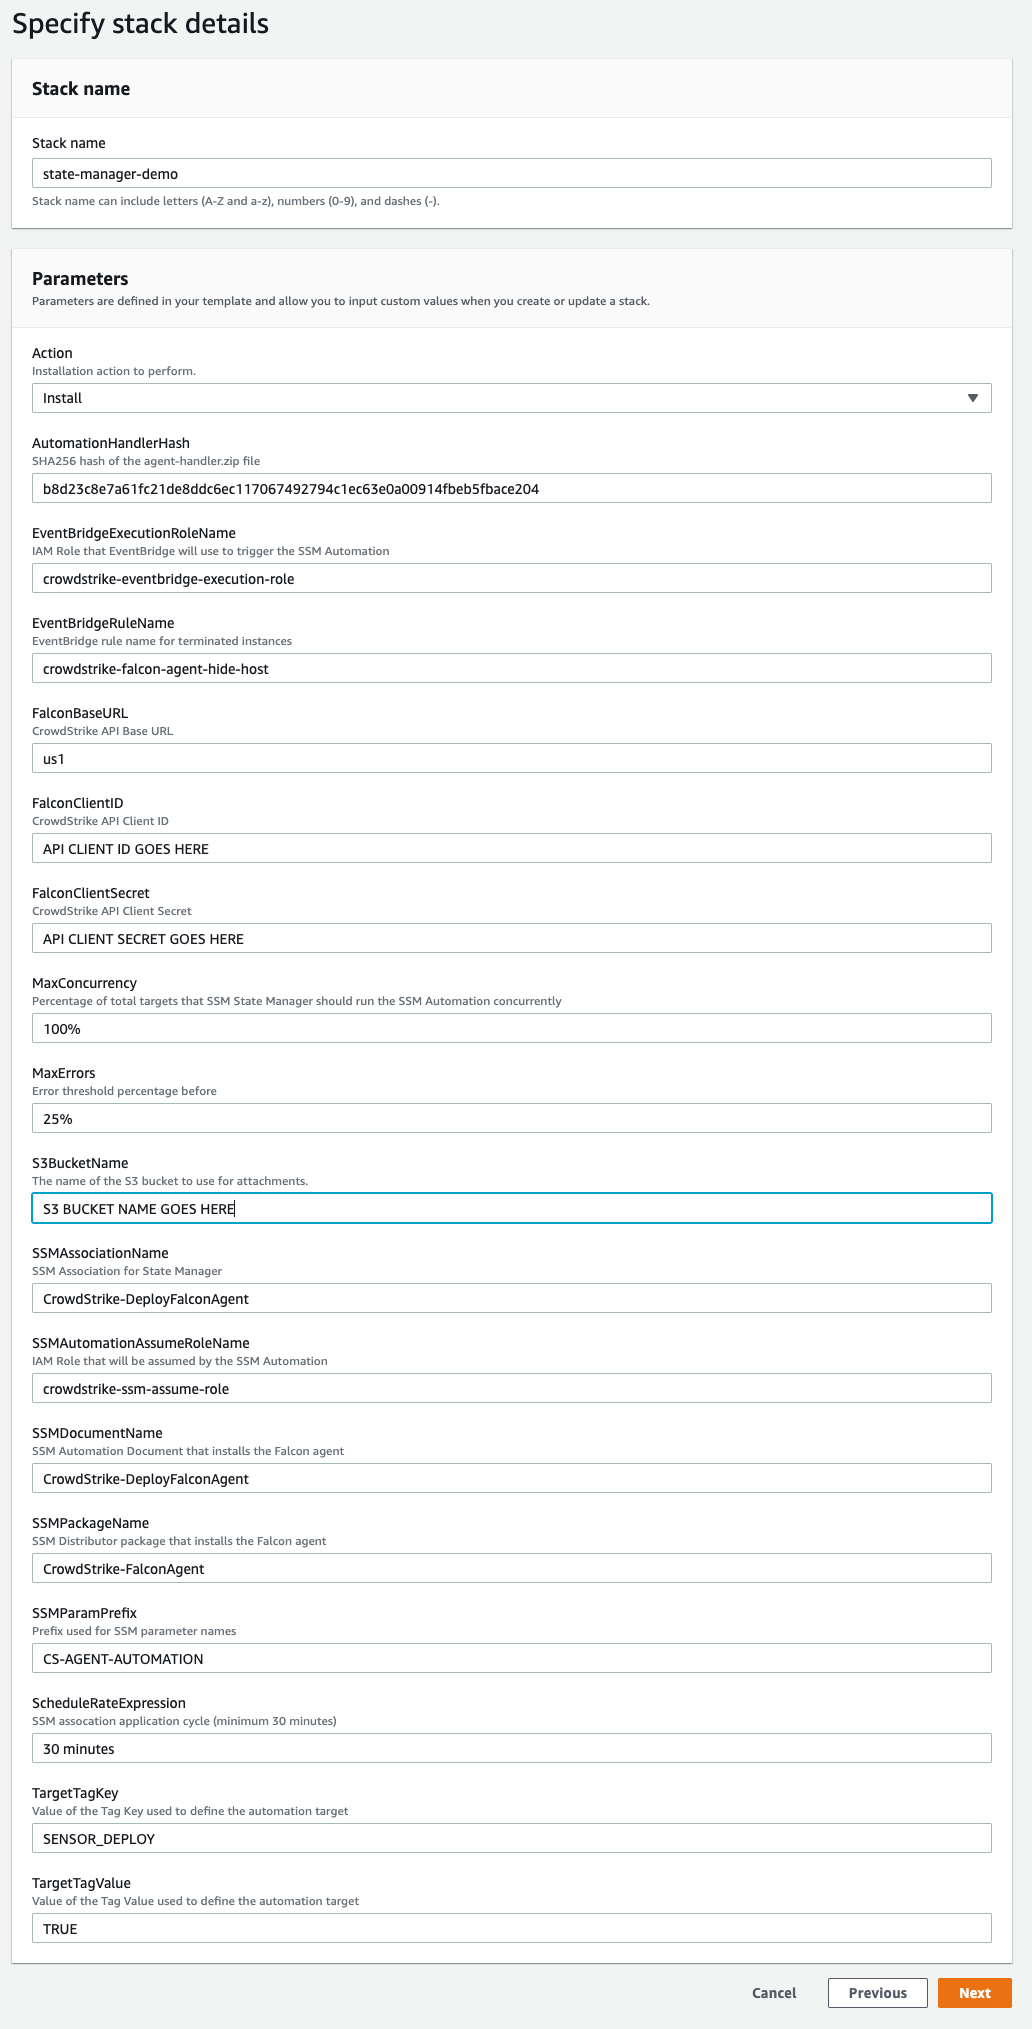 Specify stack details
Stack name
Stack name
state-manager-demo
Stack name can include letters (A-Z and a-z), numbers (0-9), and dashes (-).
Parameters
Parameters are defined in your template and allow you to input custom values when you create or update a stack.
Action
Installation action to perform.
Install
AutomationHandlerHash
SHA256 hash of the agent-handler.zip file
b8d23c8e7a61fc21de8ddc6ec117067492794c1ec63e0a00914fbeb5fbace204
EventBridgeExecutionRoleName
IAM Role that EventBridge will use to trigger the SSM Automation
crowdstrike-eventbridge-execution-role
EventBridgeRuleName
EventBridge rule name for terminated instances
crowdstrike-falcon-agent-hide-host
FalconBaseURL
CrowdStrike API Base URL
us1
FalconClientID
CrowdStrike API Client ID
API CLIENT ID GOES HERE
FalconClientSecret
CrowdStrike API Client Secret
API CLIENT SECRET GOES HERE
MaxConcurrency
Percentage of total targets that SSM State Manager should run the SSM Automation concurrently
100%
MaxErrors
Error threshold percentage before
25%
S3BucketName
The name of the S3 bucket to use for attachments.
S3 BUCKET NAME GOES HERE
SSMAssociationName
SSM Association for State Manager
CrowdStrike-DeployFalconAgent
SSMAutomationAssumeRoleName
IAM Role that will be assumed by the SSM Automation
crowdstrike-ssm-assume-role
SSMDocumentName
SSM Automation Document that installs the Falcon agent
CrowdStrike-DeployFalconAgent
SSMPackageName
SSM Distributor package that installs the Falcon agent
CrowdStrike-FalconAgent
SSMParamPrefix
Prefix used for SSM parameter names
CS-AGENT-AUTOMATION
ScheduleRateExpression
SSM assocation application cycle (minimum 30 minutes)
30 minutes
TargetTagKey
Value of the Tag Key used to define the automation target
SENSOR_DEPLOY
TargetTagValue
Value of the Tag Value used to define the automation target
TRUE
Cancel Previous Next